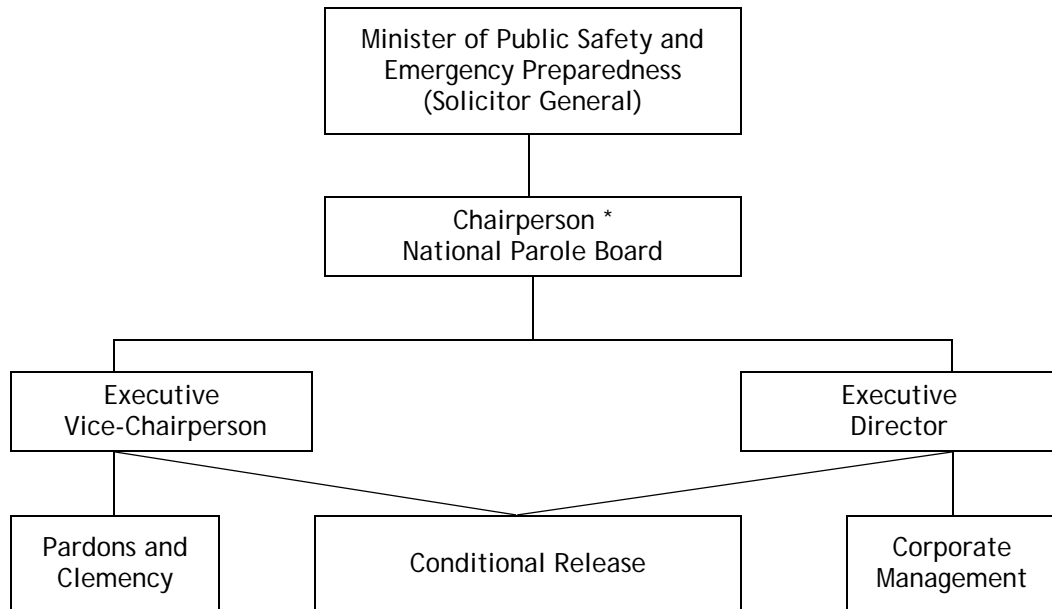 Minister of Public Safety and
Emergency Preparedness
(Solicitor General)
Chairperson *
National Parole Board
Executive
Vice-Chairperson
Executive
Director
Pardons and
Clemency
Conditional Release
Corporate
Management